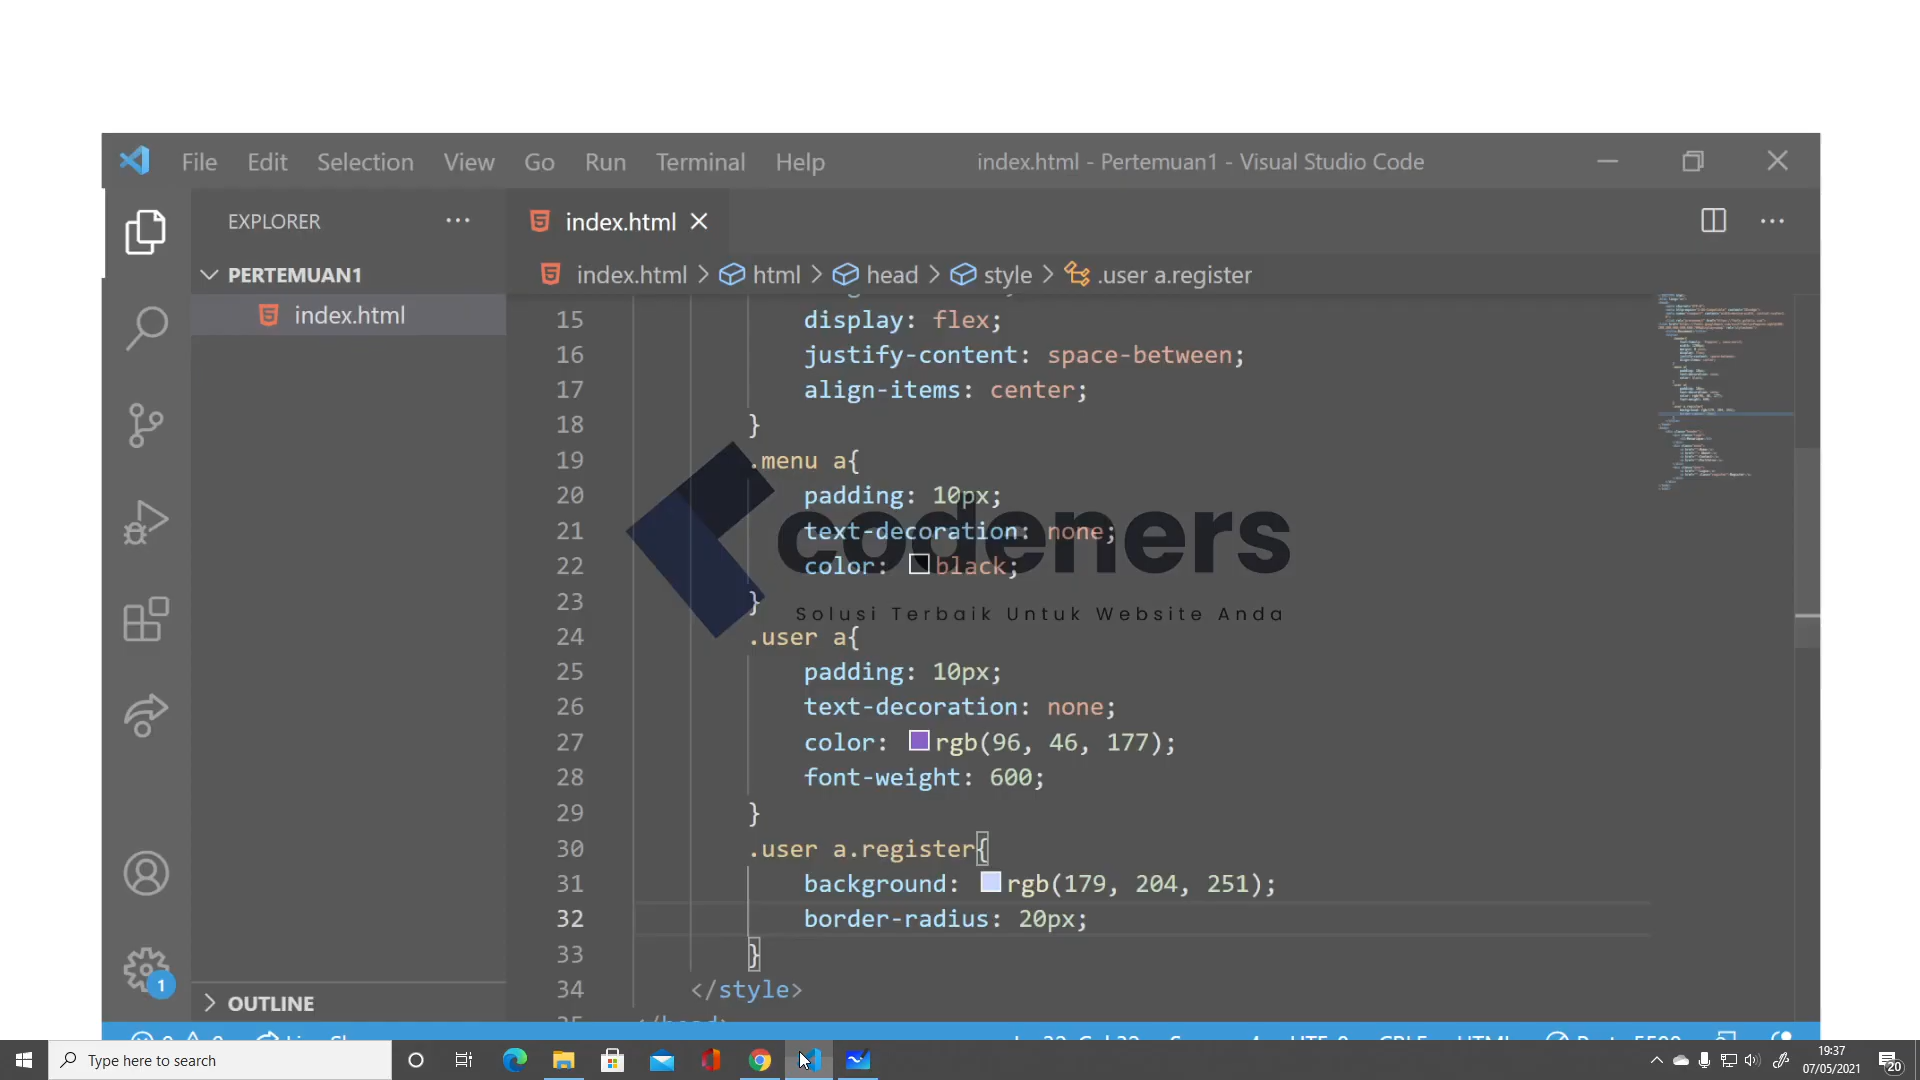 File Edit Selection View Go Run Terminal Help index.html - Pertemuan1 - Visual Studio Code
EXPLORER
index.html
PERTEMUAN1
index.html > html > head > style > .user a.register
index.html
15 display: flex;
16 justify-content: space-between;
17 align-items: center;
18 }
19 .menu a{
20 padding: 10px;
21 text-decoration: none;
22 color: black;
23 }
24 .user a{
25 padding: 10px;
26 text-decoration: none;
27 color: rgb(96, 46, 177);
28 font-weight: 600;
29 }
30 .user a.register{
31 background: rgb(179, 204, 251);
32 border-radius: 20px;
33 }
34 </style>
codeners
Solusi Terbaik Untuk Website Anda
1
OUTLINE
Type here to search
19:37
07/05/2021
20